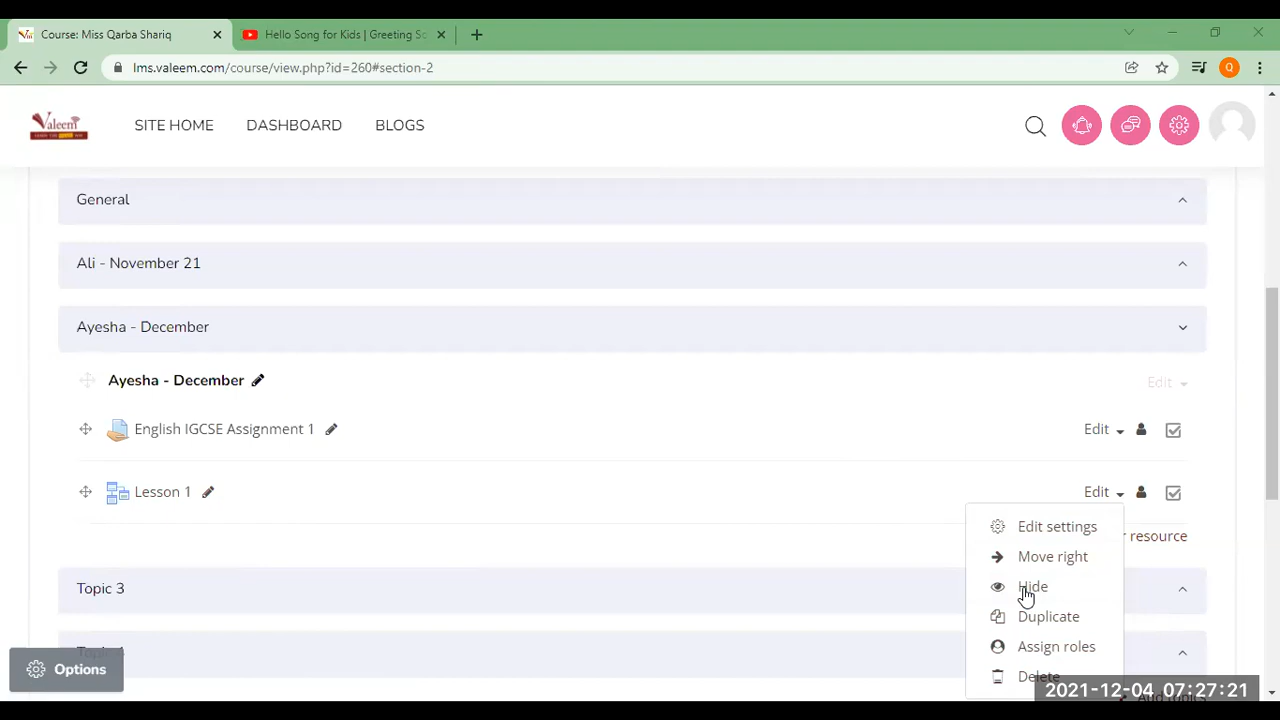 Course: Miss Qarba Shariq
Hello Song for Kids | Greeting So
lms.valeem.com/course/view.php?id=260#section-2
Q
Valeem
SITE HOME
DASHBOARD
BLOGS
General
Ali - November 21
Ayesha - December
Ayesha - December
Edit
English IGCSE Assignment 1
Edit
Lesson 1
Edit
Edit settings
resource
Move right
Hide
Topic 3
Duplicate
Assign roles
Options
Delete
2021-12-04 07:27:21